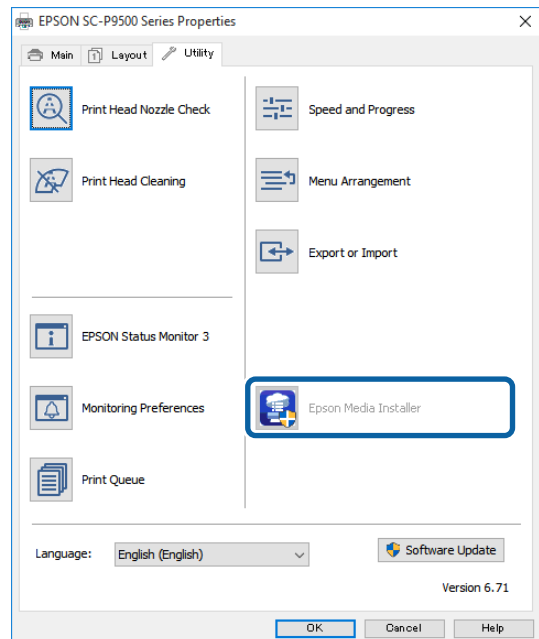 EPSON SC-P9500 Series Properties
Main
Layout
Utility
Print Head Nozzle Check
Speed and Progress
Print Head Cleaning
Menu Arrangement
Export or Import
EPSON Status Monitor 3
Monitoring Preferences
Epson Media Installer
Print Queue
Language:
English (English)
Software Update
Version 6.71
OK
Cancel
Help